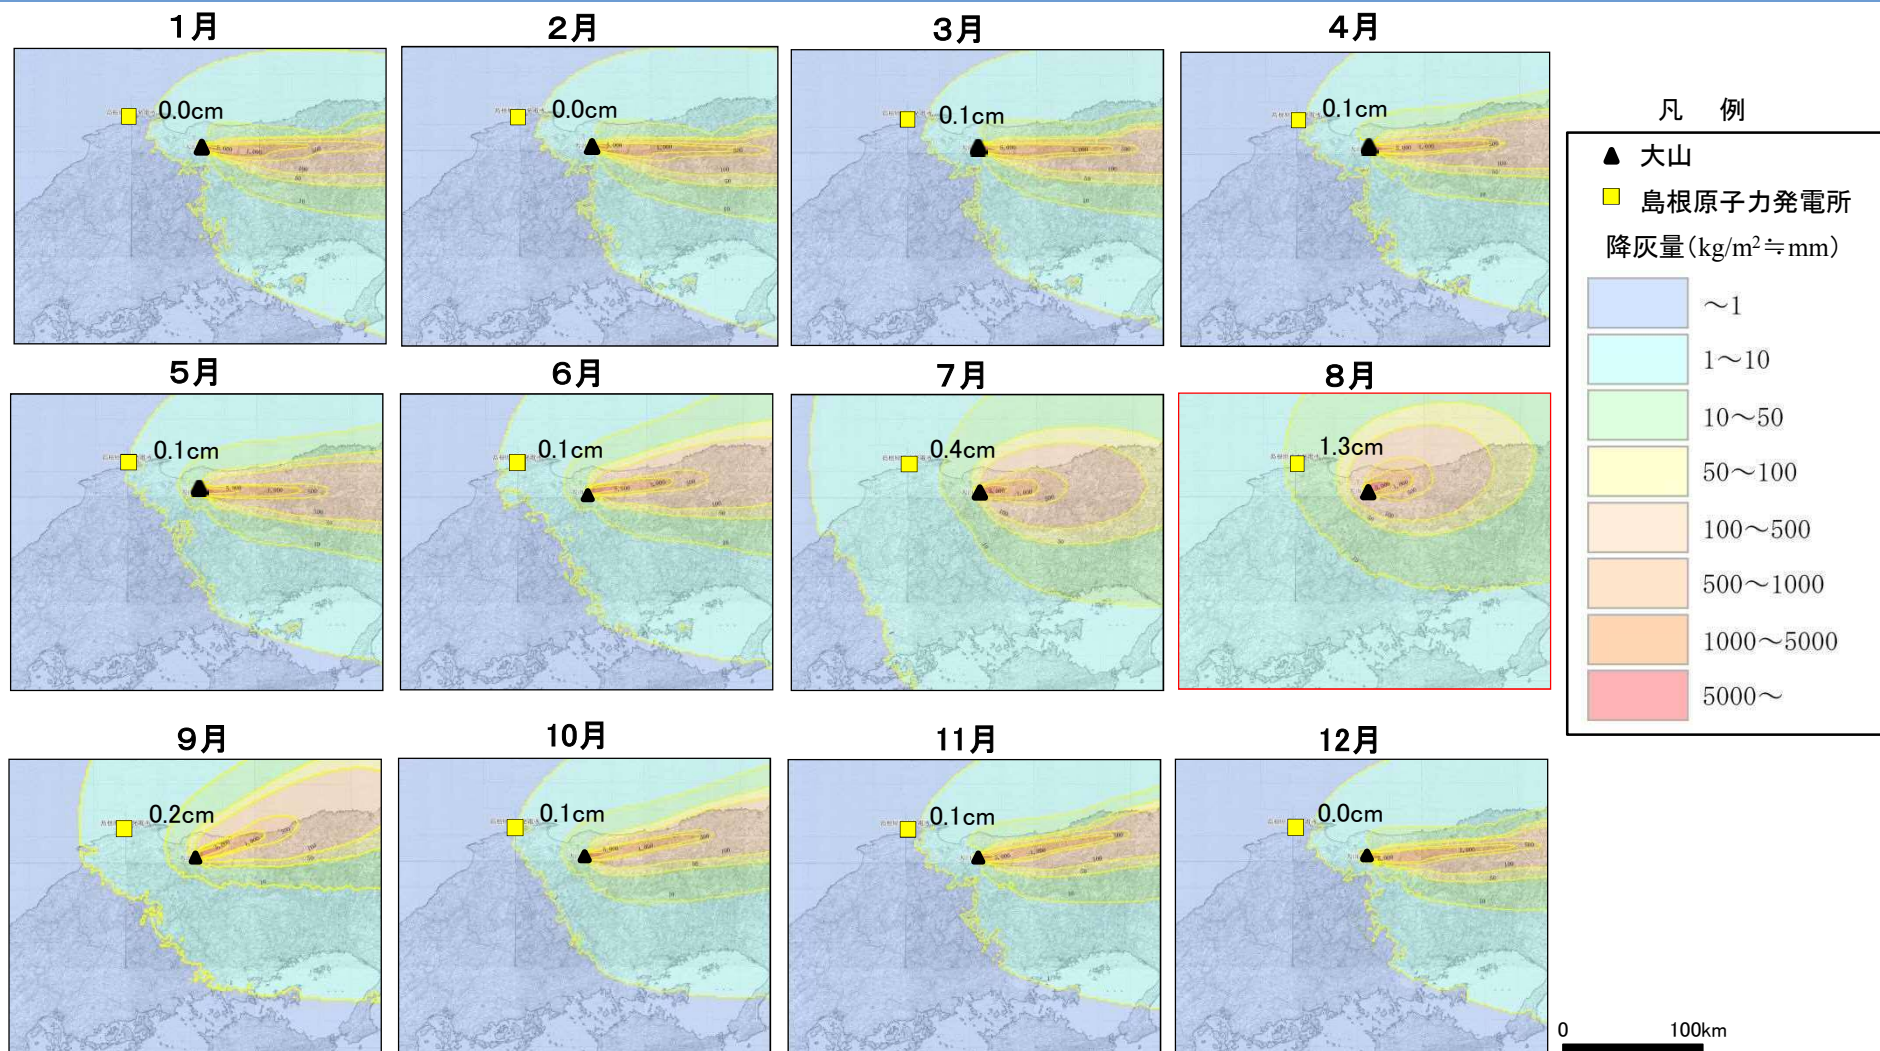 1月
2月
3月
4月
0.0cm
0.0cm
0.1cm
0.1cm
5月
6月
7月
8月
0.1cm
0.1cm
0.4cm
1.3cm
9月
10月
11月
12月
0.2cm
0.1cm
0.1cm
0.0cm
凡 例
大山
島根原子力発電所
降灰量(kg/m²≒mm)
～1
1～10
10～50
50～100
100～500
500～1000
1000～5000
5000～
0 100km